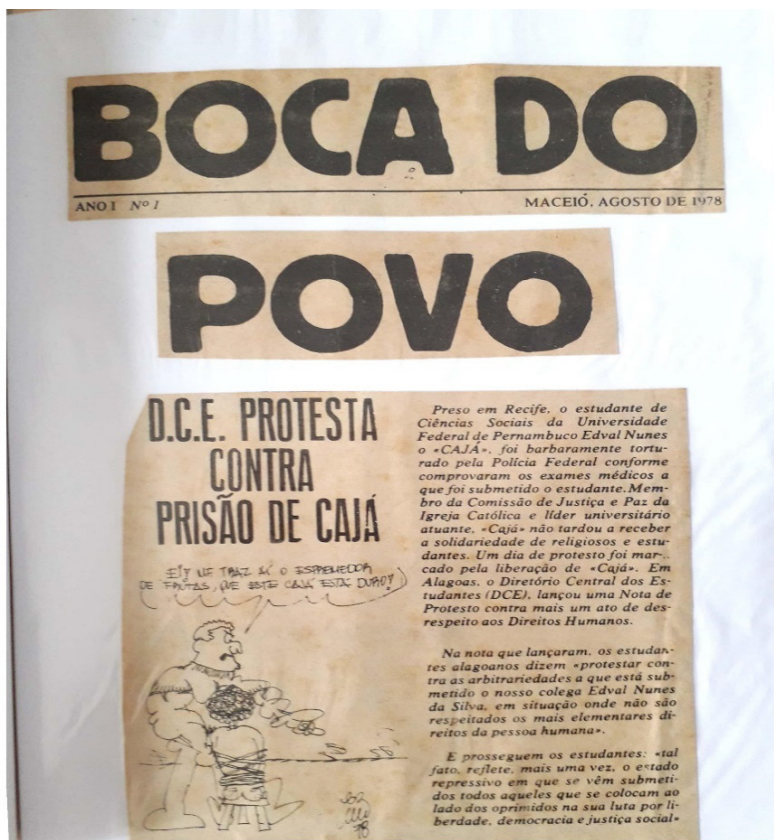 BOCA DO
ANO I Nº 1
MACEIÓ, AGOSTO DE 1978
POVO
D.C.E. PROTESTA
CONTRA
PRISÃO DE CAJÁ
EI! ME TRAZ AÍ O ESPREMEDOR
DE FRUTAS, QUE ESTE CAJÁ ESTÁ DURO!
78
Preso em Recife, o estudante de
Ciências Sociais da Universidade
Federal de Pernambuco Edval Nunes
o «CAJÁ», foi barbaramente tortu-
rado pela Polícia Federal conforme
comprovaram os exames médicos a
que foi submetido o estudante. Mem-
bro da Comissão de Justiça e Paz da
Igreja Católica e líder universitário
atuante, «Cajá» não tardou a receber
a solidariedade de religiosos e estu-
dantes. Um dia de protesto foi mar-
cado pela liberação de «Cajá». Em
Alagoas, o Diretório Central dos Es-
tudantes (DCE), lançou uma Nota de
Protesto contra mais um ato de des-
respeito aos Direitos Humanos.
Na nota que lançaram, os estudan-
tes alagoanos dizem «protestar con-
tra as arbitrariedades a que está sub-
metido o nosso colega Edval Nunes
da Silva, em situação onde não são
respeitados os mais elementares di-
reitos da pessoa humana».
E prosseguem os estudantes: «tal
fato, reflete, mais uma vez, o estado
repressivo em que se vêm submeti-
dos todos aqueles que se colocam ao
lado dos oprimidos na sua luta por li-
berdade, democracia e justiça social»